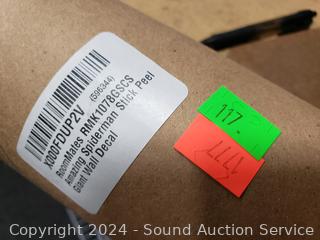 X000FDUP2V (596344)
RoomMates RMK1078GSCS
Amazing Spiderman Stick Peel
Giant Wall Decal
117.
Copyright 2024 - Sound Auction Service